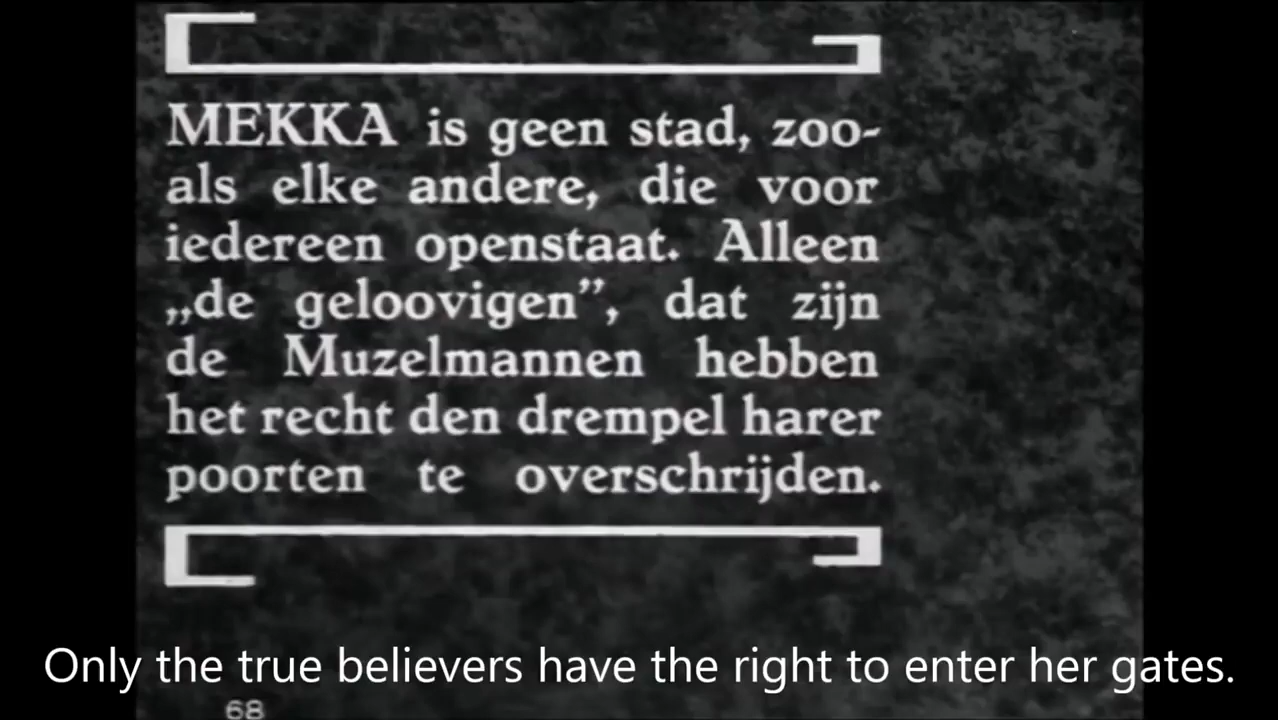 MEKKA is geen stad, zoo-
als elke andere, die voor
iedereen openstaat. Alleen
„de geloovigen”, dat zijn
de Muzelmannen hebben
het recht den drempel harer
poorten te overschrijden.
Only the true believers have the right to enter her gates.
68